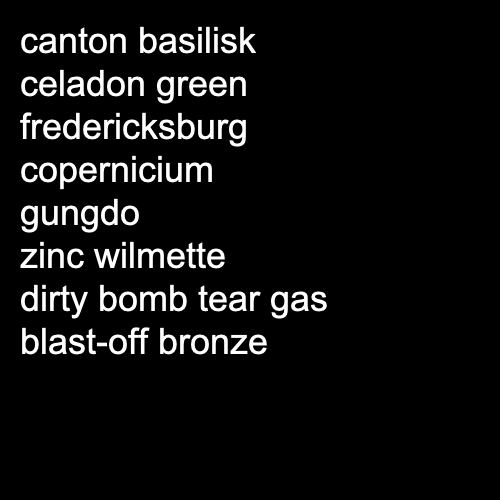 canton basilisk
celadon green
fredericksburg
copernicium
gungdo
zinc wilmette
dirty bomb tear gas
blast-off bronze